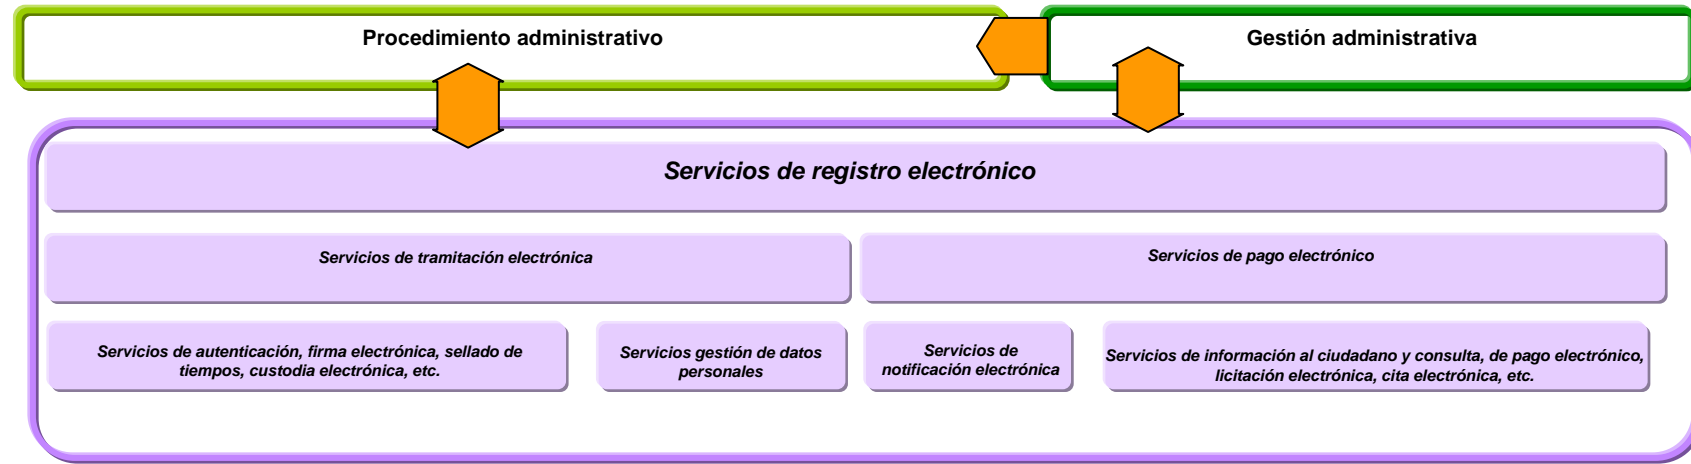 Procedimiento administrativo
Gestión administrativa
Servicios de registro electrónico
Servicios de tramitación electrónica
Servicios de pago electrónico
Servicios de autenticación, firma electrónica, sellado de
tiempos, custodia electrónica, etc.
Servicios gestión de datos
personales
Servicios de
notificación electrónica
Servicios de información al ciudadano y consulta, de pago electrónico,
licitación electrónica, cita electrónica, etc.